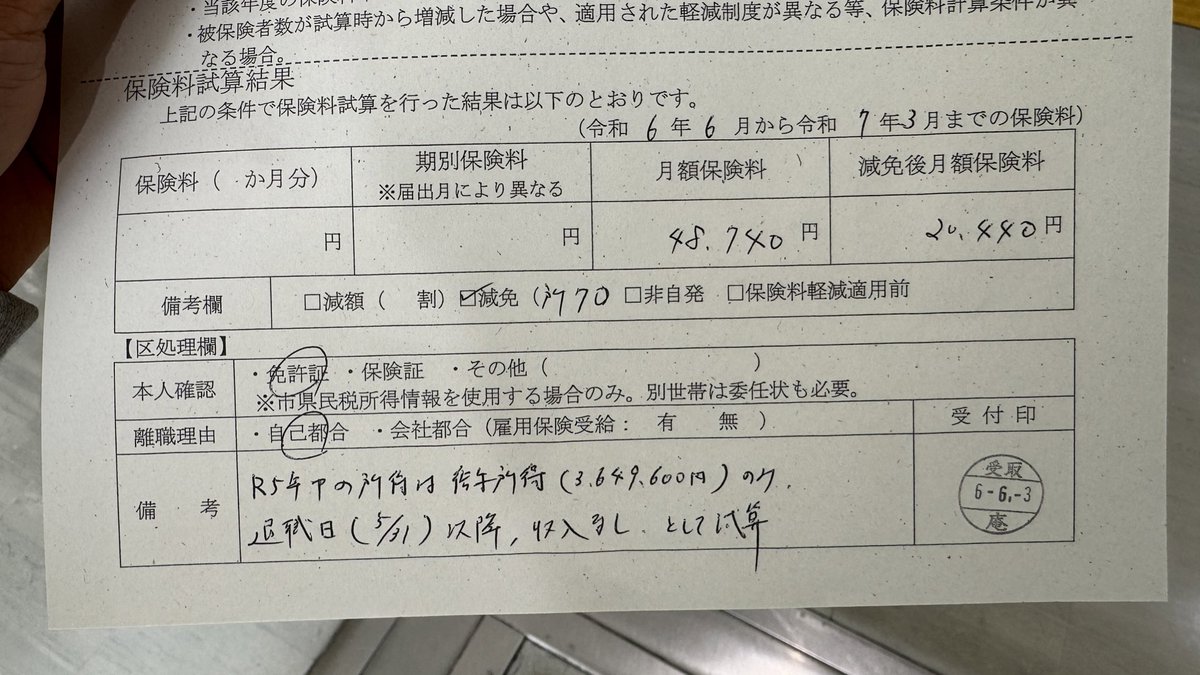 ・当該年度の保険料
・被保険者数が試算時から増減した場合や、適用された軽減制度が異なる等、保険料計算条件が異
なる場合。
保険料試算結果
上記の条件で保険料試算を行った結果は以下のとおりです。
(令和 6 年 6 月から令和 7 年 3 月までの保険料)
保険料( か月分) 期別保険料 月額保険料 減免後月額保険料
※届出月により異なる
円 円 48.740 円 20.440 円
備考欄 □減額( 割) ☑減免(所70 □非自発 □保険料軽減適用前
【区処理欄】
本人確認 ・免許証 ・保険証 ・その他( )
※市県民税所得情報を使用する場合のみ。別世帯は委任状も必要。
離職理由 ・自己都合 ・会社都合(雇用保険受給: 有 無 ) 受付印
備考 R5年中の所得は給与所得(3.649.600円)のみ.
退職日(5/31)以降,収入なし として試算
受取
6-6.-3
庵